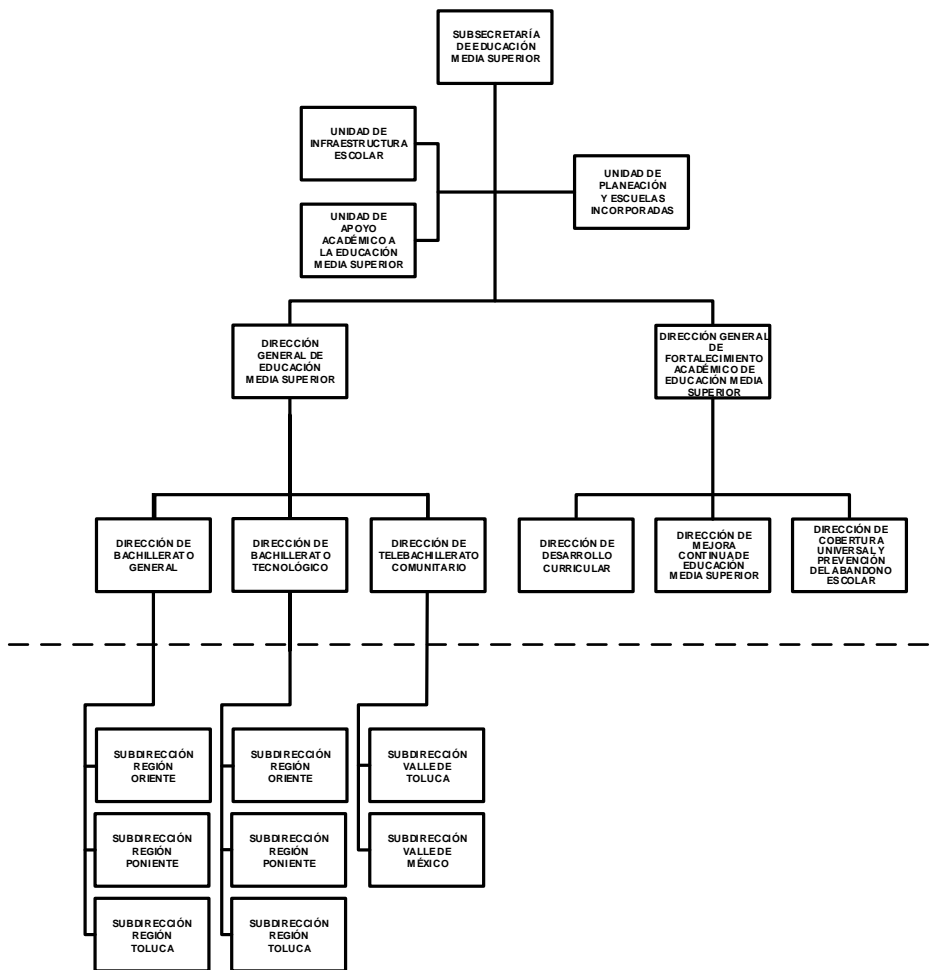 SUBSECRETARÍA
DE EDUCACIÓN
MEDIA SUPERIOR
UNIDAD DE
INFRAESTRUCTURA
ESCOLAR
UNIDAD DE
PLANEACIÓN
Y ESCUELAS
INCORPORADAS
UNIDAD DE
APOYO
ACADÉMICO A
LA EDUCACIÓN
MEDIA SUPERIOR
DIRECCIÓN
GENERAL DE
EDUCACIÓN
MEDIA SUPERIOR
DIRECCIÓN GENERAL
DE
FORTALECIMIENTO
ACADÉMICO DE
EDUCACIÓN MEDIA
SUPERIOR
DIRECCIÓN DE
BACHILLERATO
GENERAL
DIRECCIÓN DE
BACHILLERATO
TECNOLÓGICO
DIRECCIÓN DE
TELEBACHILLERATO
COMUNITARIO
DIRECCIÓN DE
DESARROLLO
CURRICULAR
DIRECCIÓN DE
MEJORA
CONTINUA DE
EDUCACIÓN
MEDIA SUPERIOR
DIRECCIÓN DE
COBERTURA
UNIVERSAL Y
PREVENCIÓN
DEL ABANDONO
ESCOLAR
SUBDIRECCIÓN
REGIÓN
ORIENTE
SUBDIRECCIÓN
REGIÓN
ORIENTE
SUBDIRECCIÓN
VALLE DE
TOLUCA
SUBDIRECCIÓN
REGIÓN
PONIENTE
SUBDIRECCIÓN
REGIÓN
PONIENTE
SUBDIRECCIÓN
VALLE DE
MÉXICO
SUBDIRECCIÓN
REGIÓN
TOLUCA
SUBDIRECCIÓN
REGIÓN
TOLUCA